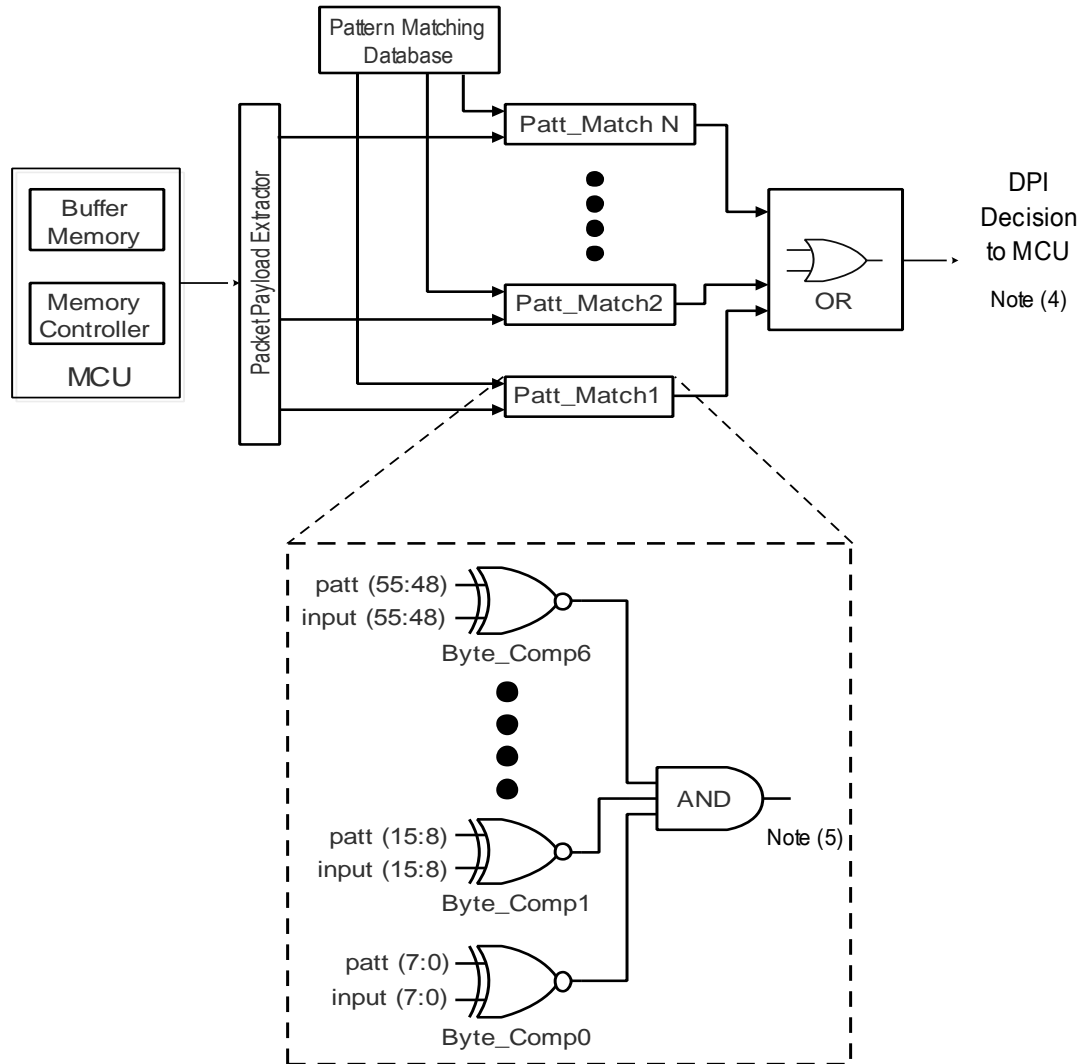 Pattern Matching
Database
Patt_Match N
Packet Payload Extractor
Buffer
Memory
Memory
Controller
MCU
Patt_Match2
Patt_Match1
OR
DPI
Decision
to MCU
Note (4)
patt (55:48)
input (55:48)
Byte_Comp6
patt (15:8)
input (15:8)
Byte_Comp1
AND
Note (5)
patt (7:0)
input (7:0)
Byte_Comp0